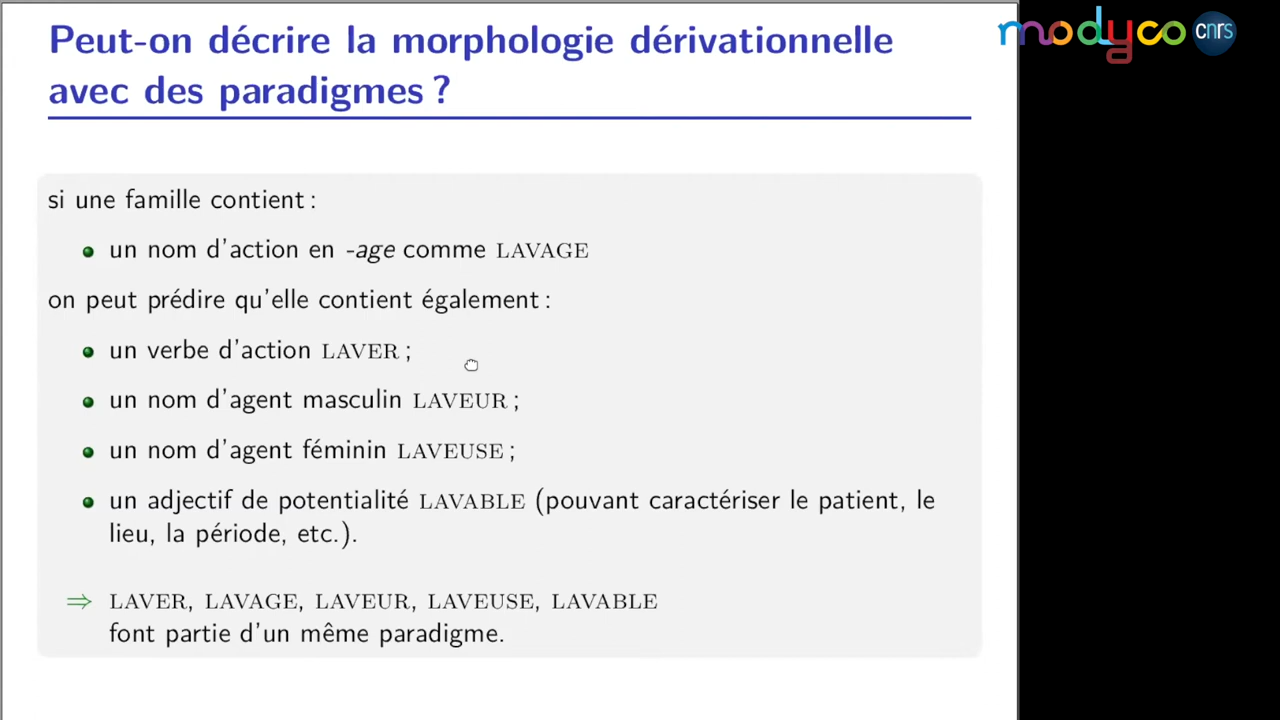 Peut-on décrire la morphologie dérivationnelle
avec des paradigmes ?
modyco
cnrs
si une famille contient :
un nom d'action en -age comme LAVAGE
on peut prédire qu'elle contient également :
un verbe d'action LAVER ;
un nom d'agent masculin LAVEUR ;
un nom d'agent féminin LAVEUSE ;
un adjectif de potentialité LAVABLE (pouvant caractériser le patient, le
lieu, la période, etc.).
⇒ LAVER, LAVAGE, LAVEUR, LAVEUSE, LAVABLE
font partie d'un même paradigme.